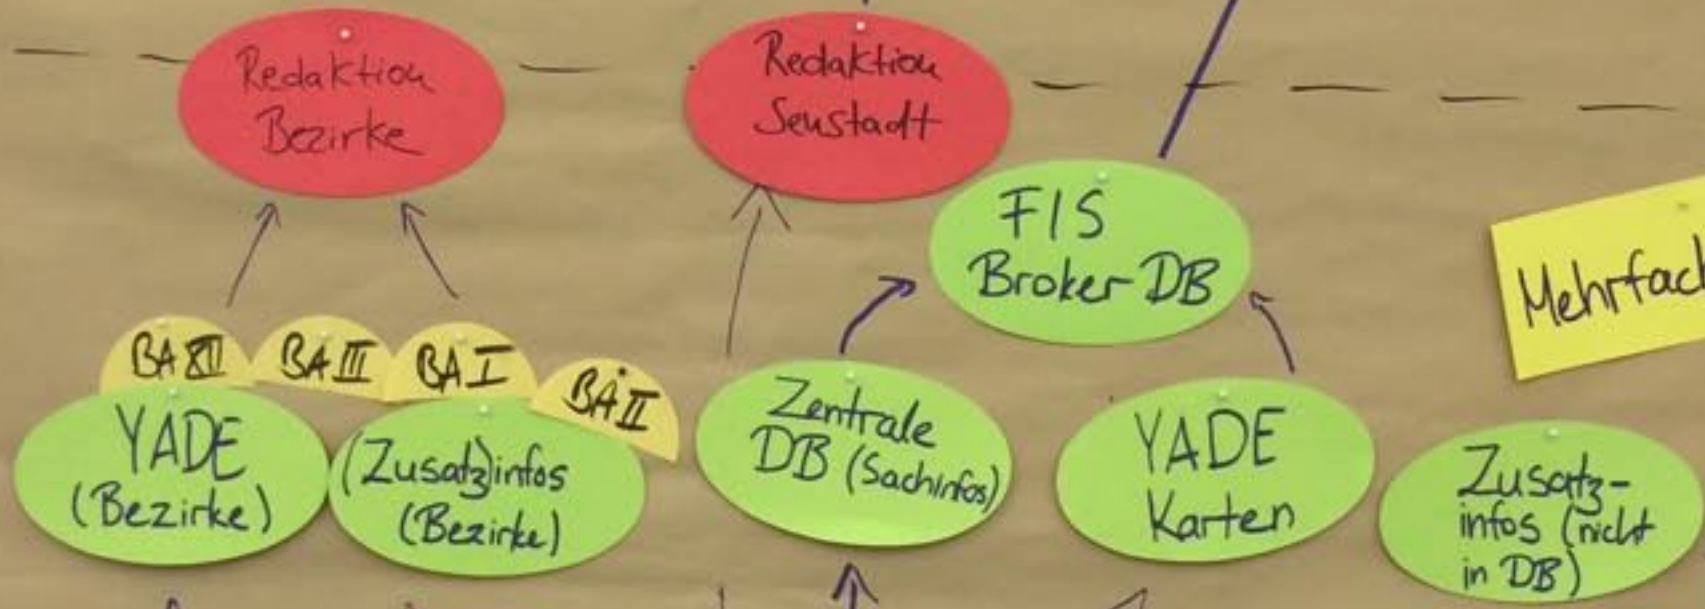 Redaktion
Bezirke
Redaktion
Senstadt
FIS
Broker DB
Mehrfach
BA XII
BA III
BA I
BA II
YADE
(Bezirke)
(Zusatz)infos
(Bezirke)
Zentrale
DB (Sachinfos)
YADE
Karten
Zusatz-
infos (nicht
in DB)